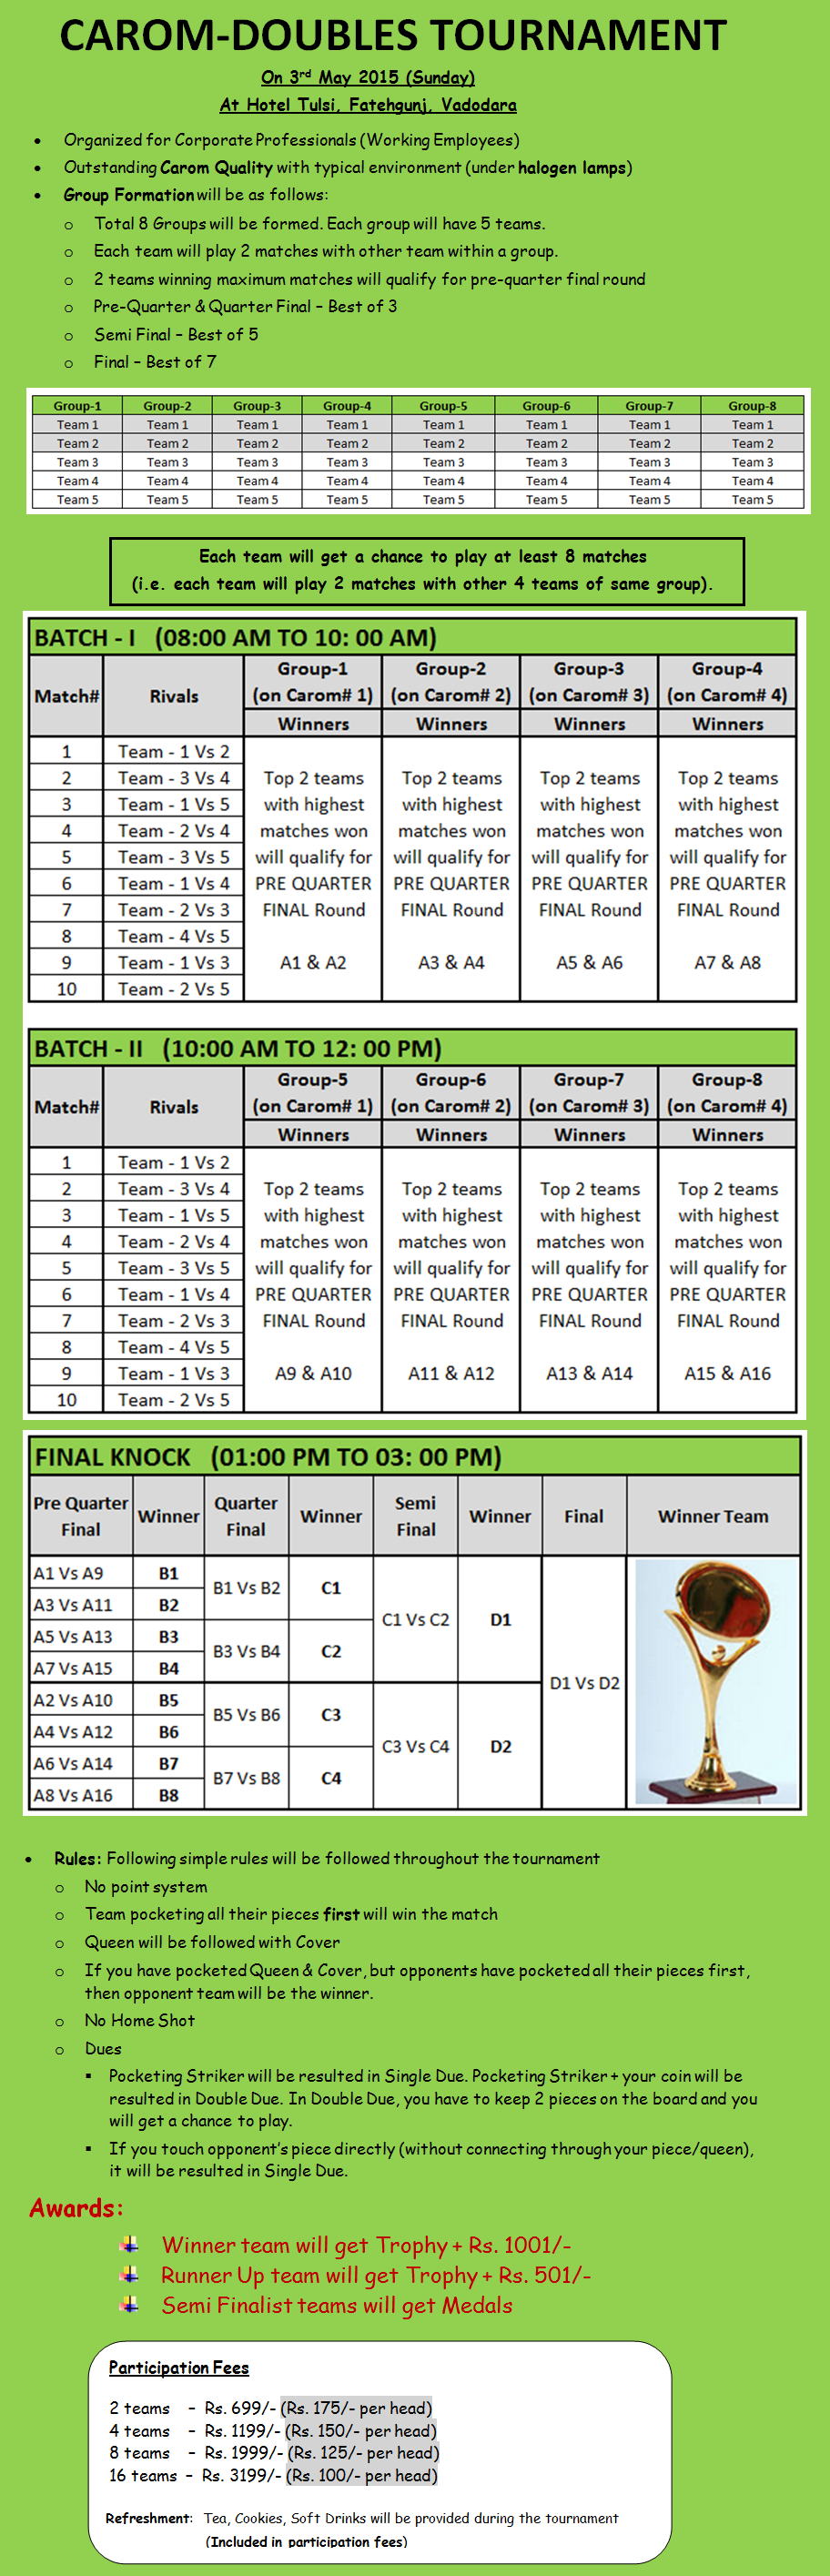 CAROM-DOUBLES TOURNAMENT
On 3rd May 2015 (Sunday)
At Hotel Tulsi, Fatehgunj, Vadodara
• Organized for Corporate Professionals (Working Employees)
• Outstanding Carom Quality with typical environment (under halogen lamps)
• Group Formation will be as follows:
o Total 8 Groups will be formed. Each group will have 5 teams.
o Each team will play 2 matches with other team within a group.
o 2 teams winning maximum matches will qualify for pre-quarter final round
o Pre-Quarter & Quarter Final – Best of 3
o Semi Final – Best of 5
o Final – Best of 7
Group-1 Group-2 Group-3 Group-4 Group-5 Group-6 Group-7 Group-8
Team 1 Team 1 Team 1 Team 1 Team 1 Team 1 Team 1 Team 1
Team 2 Team 2 Team 2 Team 2 Team 2 Team 2 Team 2 Team 2
Team 3 Team 3 Team 3 Team 3 Team 3 Team 3 Team 3 Team 3
Team 4 Team 4 Team 4 Team 4 Team 4 Team 4 Team 4 Team 4
Team 5 Team 5 Team 5 Team 5 Team 5 Team 5 Team 5 Team 5
Each team will get a chance to play at least 8 matches
(i.e. each team will play 2 matches with other 4 teams of same group).
BATCH - I (08:00 AM TO 10: 00 AM)
Group-1 Group-2 Group-3 Group-4
Match# Rivals (on Carom# 1) (on Carom# 2) (on Carom# 3) (on Carom# 4)
Winners Winners Winners Winners
1 Team - 1 Vs 2
2 Team - 3 Vs 4 Top 2 teams Top 2 teams Top 2 teams Top 2 teams
3 Team - 1 Vs 5 with highest with highest with highest with highest
4 Team - 2 Vs 4 matches won matches won matches won matches won
5 Team - 3 Vs 5 will qualify for will qualify for will qualify for will qualify for
6 Team - 1 Vs 4 PRE QUARTER PRE QUARTER PRE QUARTER PRE QUARTER
7 Team - 2 Vs 3 FINAL Round FINAL Round FINAL Round FINAL Round
8 Team - 4 Vs 5
9 Team - 1 Vs 3 A1 & A2 A3 & A4 A5 & A6 A7 & A8
10 Team - 2 Vs 5
BATCH - II (10:00 AM TO 12: 00 PM)
Group-5 Group-6 Group-7 Group-8
Match# Rivals (on Carom# 1) (on Carom# 2) (on Carom# 3) (on Carom# 4)
Winners Winners Winners Winners
1 Team - 1 Vs 2
2 Team - 3 Vs 4 Top 2 teams Top 2 teams Top 2 teams Top 2 teams
3 Team - 1 Vs 5 with highest with highest with highest with highest
4 Team - 2 Vs 4 matches won matches won matches won matches won
5 Team - 3 Vs 5 will qualify for will qualify for will qualify for will qualify for
6 Team - 1 Vs 4 PRE QUARTER PRE QUARTER PRE QUARTER PRE QUARTER
7 Team - 2 Vs 3 FINAL Round FINAL Round FINAL Round FINAL Round
8 Team - 4 Vs 5
9 Team - 1 Vs 3 A9 & A10 A11 & A12 A13 & A14 A15 & A16
10 Team - 2 Vs 5
FINAL KNOCK (01:00 PM TO 03: 00 PM)
Pre Quarter Final Winner Quarter Final Winner Semi Final Winner Final Winner Team
A1 Vs A9 B1
B1 Vs B2 C1
A3 Vs A11 B2
C1 Vs C2 D1
A5 Vs A13 B3
B3 Vs B4 C2
A7 Vs A15 B4
D1 Vs D2
A2 Vs A10 B5
B5 Vs B6 C3
A4 Vs A12 B6
C3 Vs C4 D2
A6 Vs A14 B7
B7 Vs B8 C4
A8 Vs A16 B8
• Rules: Following simple rules will be followed throughout the tournament
o No point system
o Team pocketing all their pieces first will win the match
o Queen will be followed with Cover
o If you have pocketed Queen & Cover, but opponents have pocketed all their pieces first,
then opponent team will be the winner.
o No Home Shot
o Dues
▪ Pocketing Striker will be resulted in Single Due. Pocketing Striker + your coin will be
resulted in Double Due. In Double Due, you have to keep 2 pieces on the board and you
will get a chance to play.
▪ If you touch opponent's piece directly (without connecting through your piece/queen),
it will be resulted in Single Due.
Awards:
Winner team will get Trophy + Rs. 1001/-
Runner Up team will get Trophy + Rs. 501/-
Semi Finalist teams will get Medals
Participation Fees
2 teams – Rs. 699/- (Rs. 175/- per head)
4 teams – Rs. 1199/- (Rs. 150/- per head)
8 teams – Rs. 1999/- (Rs. 125/- per head)
16 teams – Rs. 3199/- (Rs. 100/- per head)
Refreshment: Tea, Cookies, Soft Drinks will be provided during the tournament
(Included in participation fees)